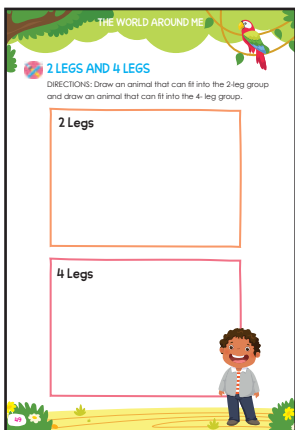 THE WORLD AROUND ME
2 LEGS AND 4 LEGS
DIRECTIONS: Draw an animal that can fit into the 2-leg group
and draw an animal that can fit into the 4- leg group.
2 Legs
4 Legs
49